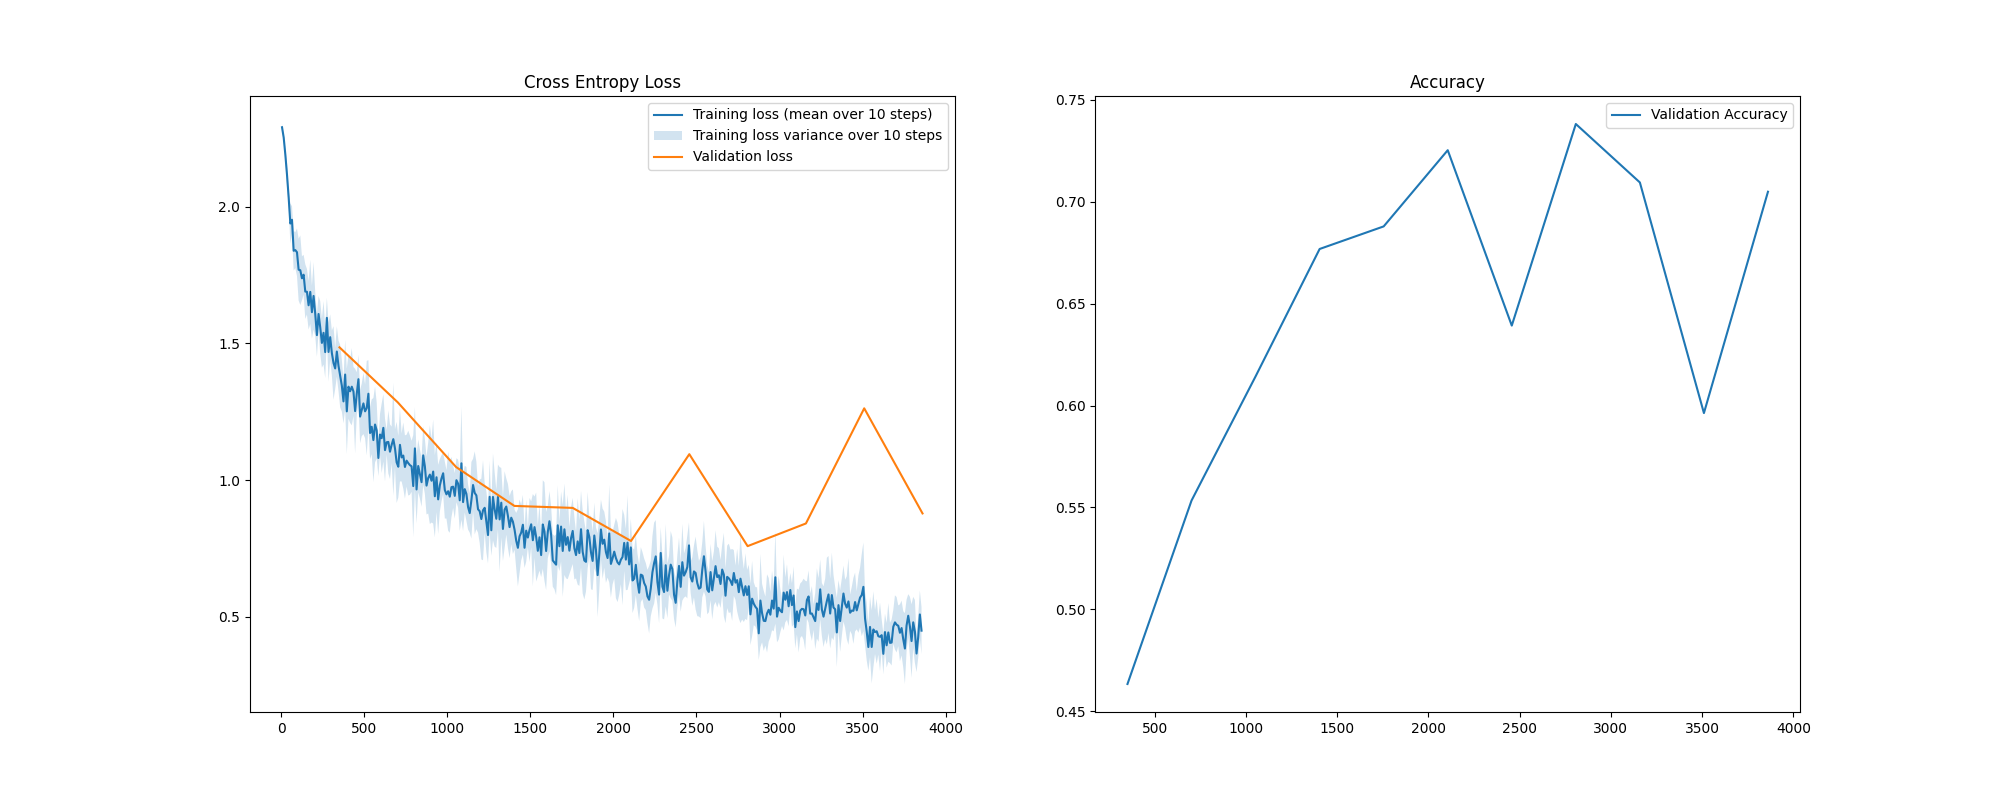 Cross Entropy Loss
Training loss (mean over 10 steps)
Training loss variance over 10 steps
Validation loss
2.0
1.5
1.0
0.5
0 500 1000 1500 2000 2500 3000 3500 4000
Accuracy
Validation Accuracy
0.75
0.70
0.65
0.60
0.55
0.50
0.45
500 1000 1500 2000 2500 3000 3500 4000